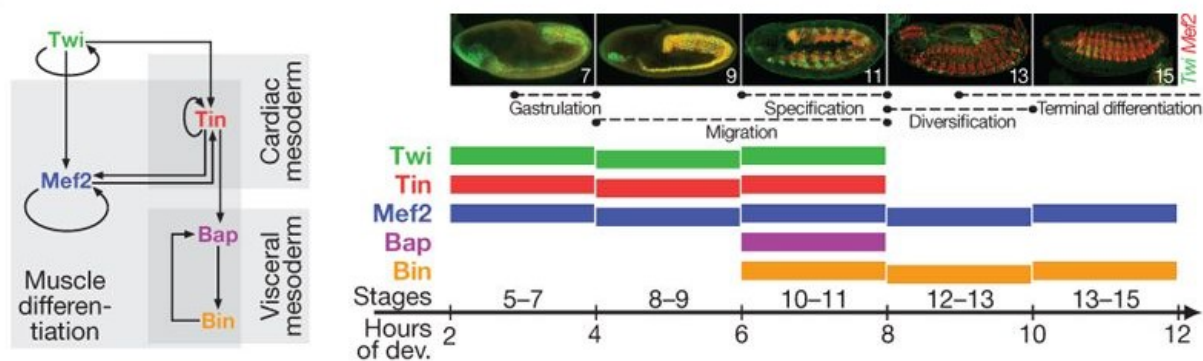 Twi
Tin
Mef2
Bap
Bin
Cardiac
mesoderm
Visceral
mesoderm
Muscle
differen-
tiation
7
9
11
13
15
Twi Mef2
Gastrulation
Specification
Terminal differentiation
Migration
Diversification
Twi
Tin
Mef2
Bap
Bin
Stages 5–7 8–9 10–11 12–13 13–15
Hours
of dev.
2 4 6 8 10 12